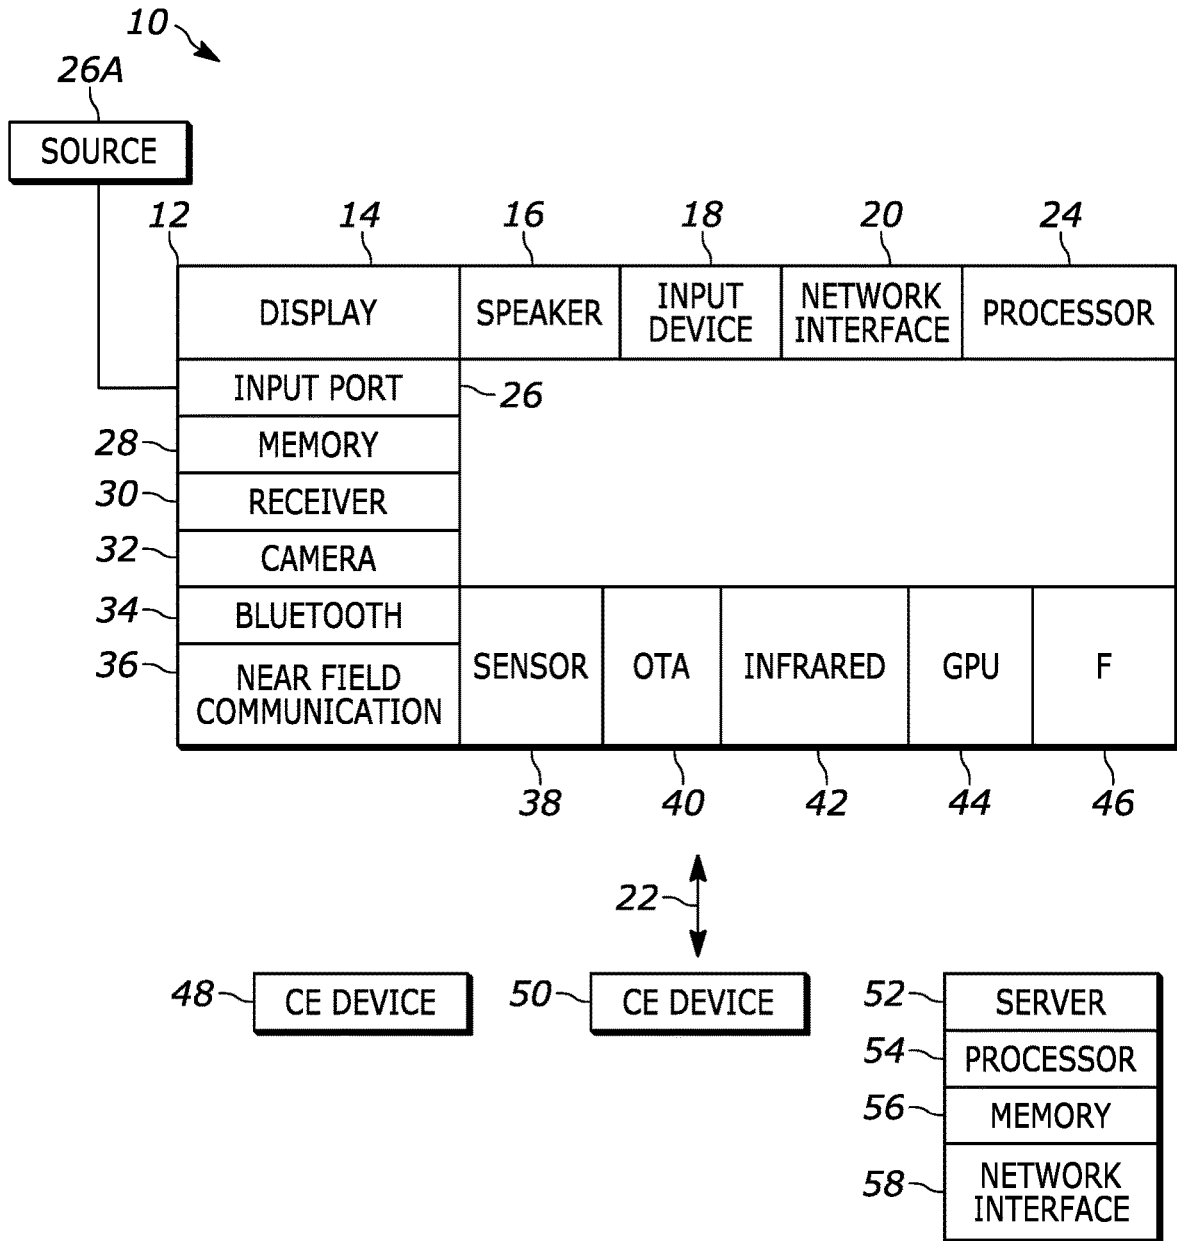 10
26A
SOURCE
12 14 16 18 20 24
DISPLAY SPEAKER INPUT DEVICE NETWORK INTERFACE PROCESSOR
INPUT PORT 26
28 MEMORY
30 RECEIVER
32 CAMERA
34 BLUETOOTH
36 NEAR FIELD COMMUNICATION SENSOR OTA INFRARED GPU F
38 40 42 44 46
22
48 CE DEVICE 50 CE DEVICE 52 SERVER
54 PROCESSOR
56 MEMORY
58 NETWORK INTERFACE